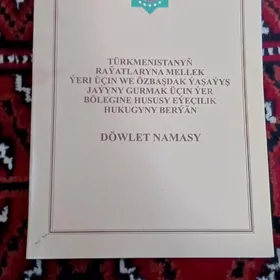 TÜRKMENISTANYŇ
RAÝATLARYNA MELLEK
ÝERI ÜÇIN WE ÖZBAŞDAK ÝAŞAÝYŞ
JAÝYNY GURMAK ÜÇIN ÝER
BÖLEGINE HUSUSY EÝEÇILIK
HUKUGYNY BERÝÄN
DÖWLET NAMASY